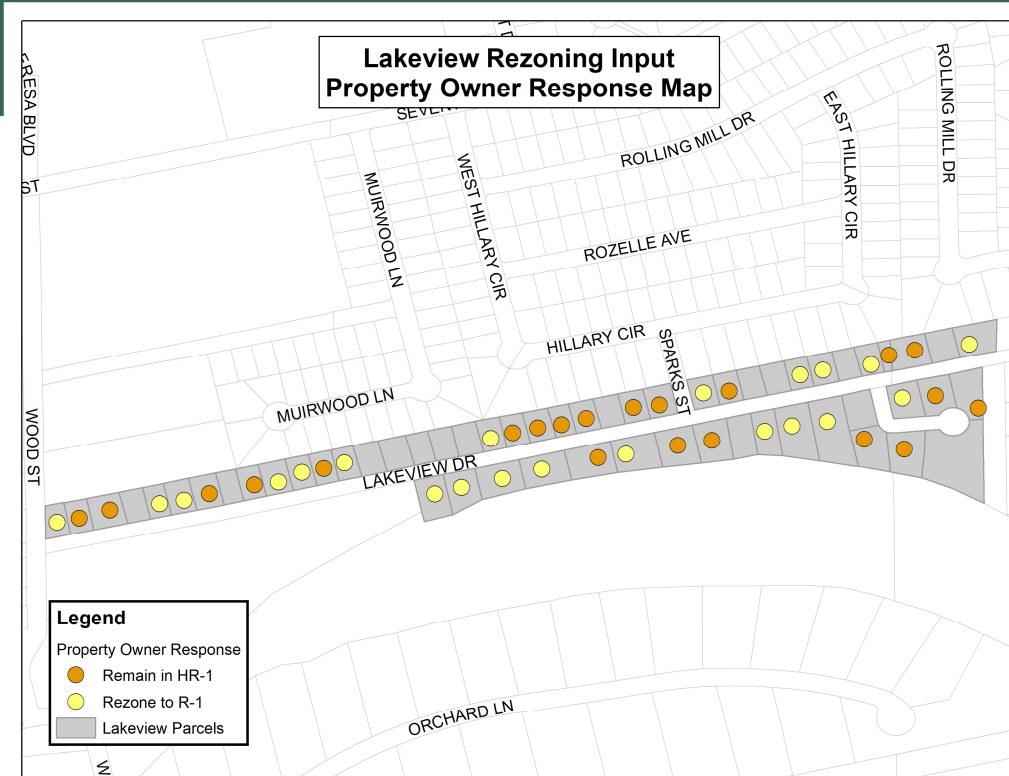 Lakeview Rezoning Input
Property Owner Response Map
ROLLING MILL DR
EAST HILLARY CIR
ROLLING MILL DR
ST
MUIRWOOD LN
WEST HILLARY CIR
ROZELLE AVE
HILLARY CIR
SPARKS ST
MUIRWOOD LN
WOOD ST
LAKEVIEW DR
Legend
Property Owner Response
Remain in HR-1
Rezone to R-1
Lakeview Parcels
ORCHARD LN
W